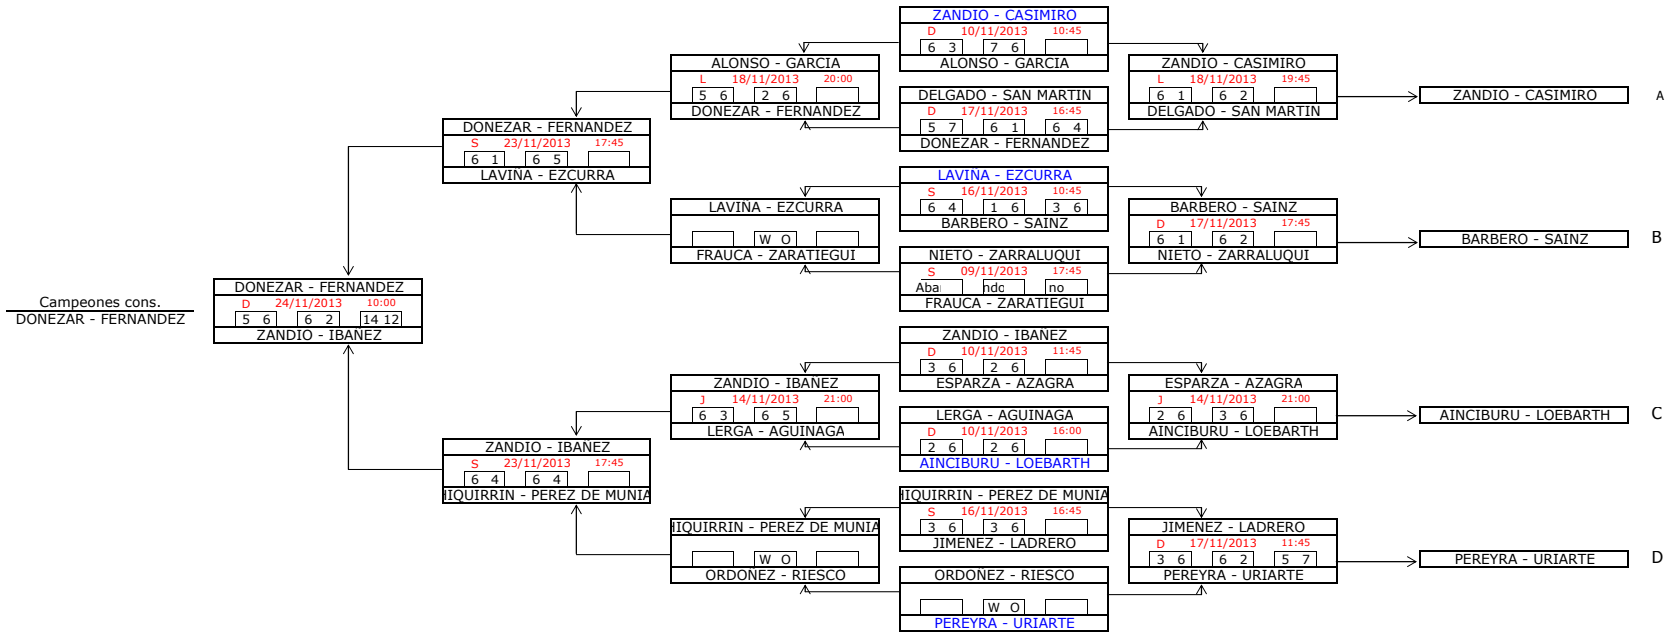 Campeones cons.
DONEZAR - FERNANDEZ
DONEZAR - FERNANDEZ
D 24/11/2013 10:00
5 6 6 2 14 12
ZANDIO - IBAÑEZ
DONEZAR - FERNANDEZ
S 23/11/2013 17:45
6 1 6 5
LAVIÑA - EZCURRA
ZANDIO - IBAÑEZ
S 23/11/2013 17:45
6 4 6 4
HIQUIRRIN - PEREZ DE MUNIA
ALONSO - GARCIA
L 18/11/2013 20:00
5 6 2 6
DONEZAR - FERNANDEZ
LAVIÑA - EZCURRA
W O
FRAUCA - ZARATIEGUI
ZANDIO - IBAÑEZ
J 14/11/2013 21:00
6 3 6 5
LERGA - AGUINAGA
HIQUIRRIN - PEREZ DE MUNIA
W O
ORDOÑEZ - RIESCO
ZANDIO - CASIMIRO
D 10/11/2013 10:45
6 3 7 6
ALONSO - GARCIA
DELGADO - SAN MARTIN
D 17/11/2013 16:45
5 7 6 1 6 4
DONEZAR - FERNANDEZ
LAVIÑA - EZCURRA
S 16/11/2013 10:45
6 4 1 6 3 6
BARBERO - SAINZ
NIETO - ZARRALUQUI
S 09/11/2013 17:45
Aba ndo no
FRAUCA - ZARATIEGUI
ZANDIO - IBAÑEZ
D 10/11/2013 11:45
3 6 2 6
ESPARZA - AZAGRA
LERGA - AGUINAGA
D 10/11/2013 16:00
2 6 2 6
AINCIBURU - LOEBARTH
HIQUIRRIN - PEREZ DE MUNIA
S 16/11/2013 16:45
3 6 3 6
JIMENEZ - LADRERO
ORDOÑEZ - RIESCO
W O
PEREYRA - URIARTE
ZANDIO - CASIMIRO
L 18/11/2013 19:45
6 1 6 2
DELGADO - SAN MARTIN
BARBERO - SAINZ
D 17/11/2013 17:45
6 1 6 2
NIETO - ZARRALUQUI
ESPARZA - AZAGRA
J 14/11/2013 21:00
2 6 3 6
AINCIBURU - LOEBARTH
JIMENEZ - LADRERO
D 17/11/2013 11:45
3 6 6 2 5 7
PEREYRA - URIARTE
ZANDIO - CASIMIRO A
BARBERO - SAINZ B
AINCIBURU - LOEBARTH C
PEREYRA - URIARTE D